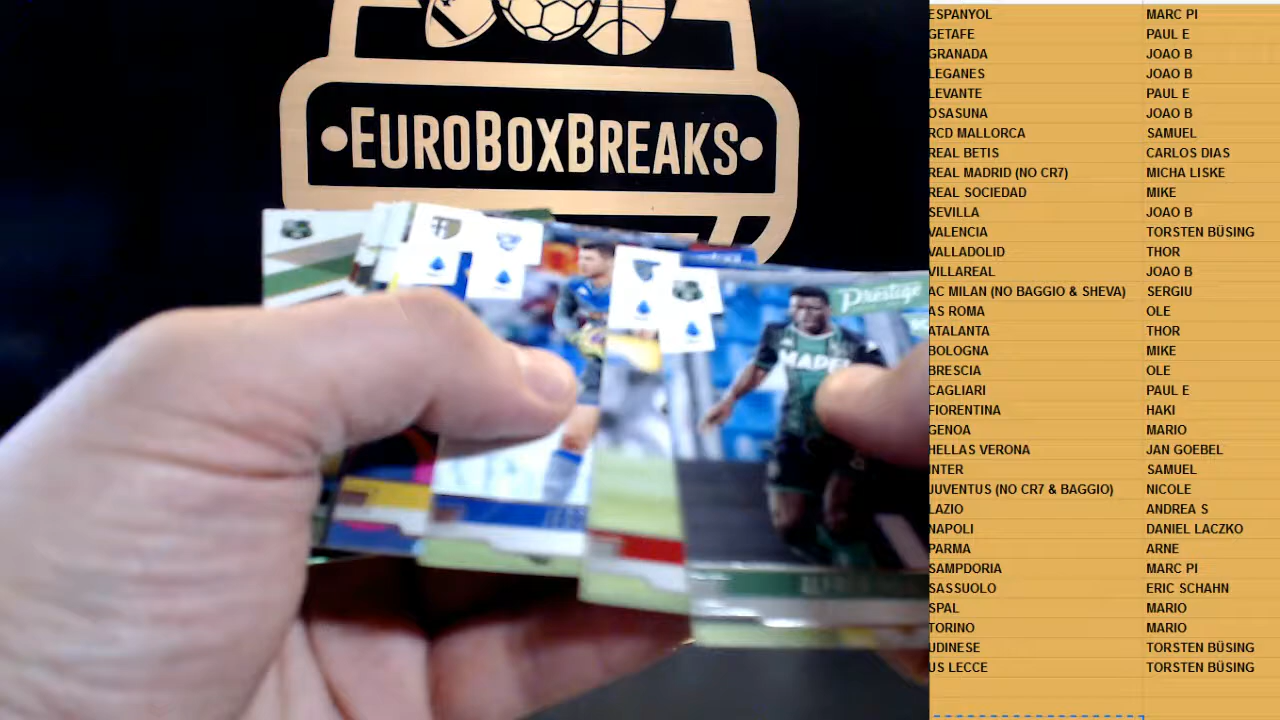 EUROBOXBREAKS
Prestige
MAPEI
ESPANYOL MARC PI
GETAFE PAUL E
GRANADA JOAO B
LEGANES JOAO B
LEVANTE PAUL E
OSASUNA JOAO B
RCD MALLORCA SAMUEL
REAL BETIS CARLOS DIAS
REAL MADRID (NO CR7) MICHA LISKE
REAL SOCIEDAD MIKE
SEVILLA JOAO B
VALENCIA TORSTEN BÜSING
VALLADOLID THOR
VILLAREAL JOAO B
AC MILAN (NO BAGGIO & SHEVA) SERGIU
AS ROMA OLE
ATALANTA THOR
BOLOGNA MIKE
BRESCIA OLE
CAGLIARI PAUL E
FIORENTINA HAKI
GENOA MARIO
HELLAS VERONA JAN GOEBEL
INTER SAMUEL
JUVENTUS (NO CR7 & BAGGIO) NICOLE
LAZIO ANDREA S
NAPOLI DANIEL LACZKO
PARMA ARNE
SAMPDORIA MARC PI
SASSUOLO ERIC SCHAHN
SPAL MARIO
TORINO MARIO
UDINESE TORSTEN BÜSING
US LECCE TORSTEN BÜSING